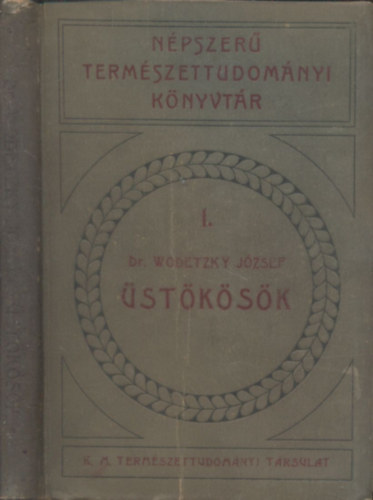 NÉPSZERŰ
TERMÉSZETTUDOMÁNYI
KÖNYVTÁR
I.
Dr. WODETZKY JÓZSEF
ÜSTÖKÖSÖK
K. M. TERMÉSZETTUDOMÁNYI TÁRSULAT